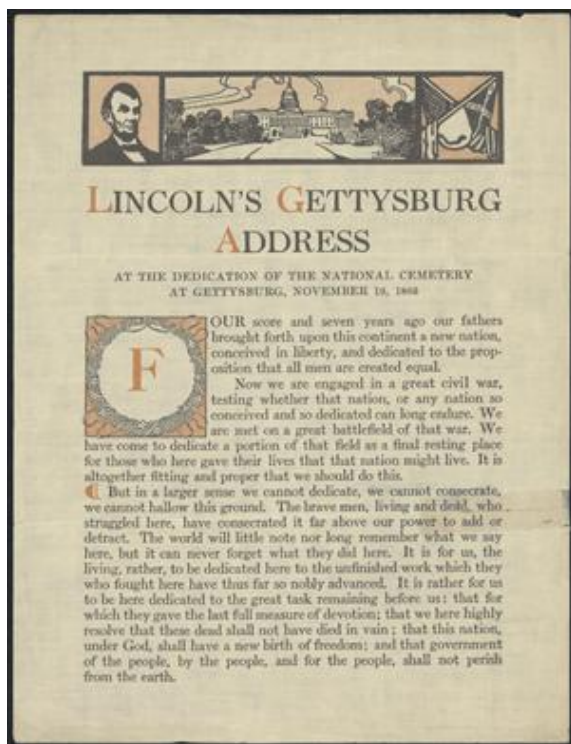 LINCOLN'S GETTYSBURG
ADDRESS
AT THE DEDICATION OF THE NATIONAL CEMETERY
AT GETTYSBURG, NOVEMBER 19, 1863
FOUR score and seven years ago our fathers
brought forth upon this continent a new nation,
conceived in liberty, and dedicated to the prop-
osition that all men are created equal.
Now we are engaged in a great civil war,
testing whether that nation, or any nation so
conceived and so dedicated can long endure. We
are met on a great battlefield of that war. We
have come to dedicate a portion of that field as a final resting place
for those who here gave their lives that that nation might live. It is
altogether fitting and proper that we should do this.
¶ But in a larger sense we cannot dedicate, we cannot consecrate,
we cannot hallow this ground. The brave men, living and dead, who
struggled here, have consecrated it far above our power to add or
detract. The world will little note nor long remember what we say
here, but it can never forget what they did here. It is for us, the
living, rather, to be dedicated here to the unfinished work which they
who fought here have thus far so nobly advanced. It is rather for us
to be here dedicated to the great task remaining before us: that for
which they gave the last full measure of devotion; that we here highly
resolve that these dead shall not have died in vain; that this nation,
under God, shall have a new birth of freedom; and that government
of the people, by the people, and for the people, shall not perish
from the earth.